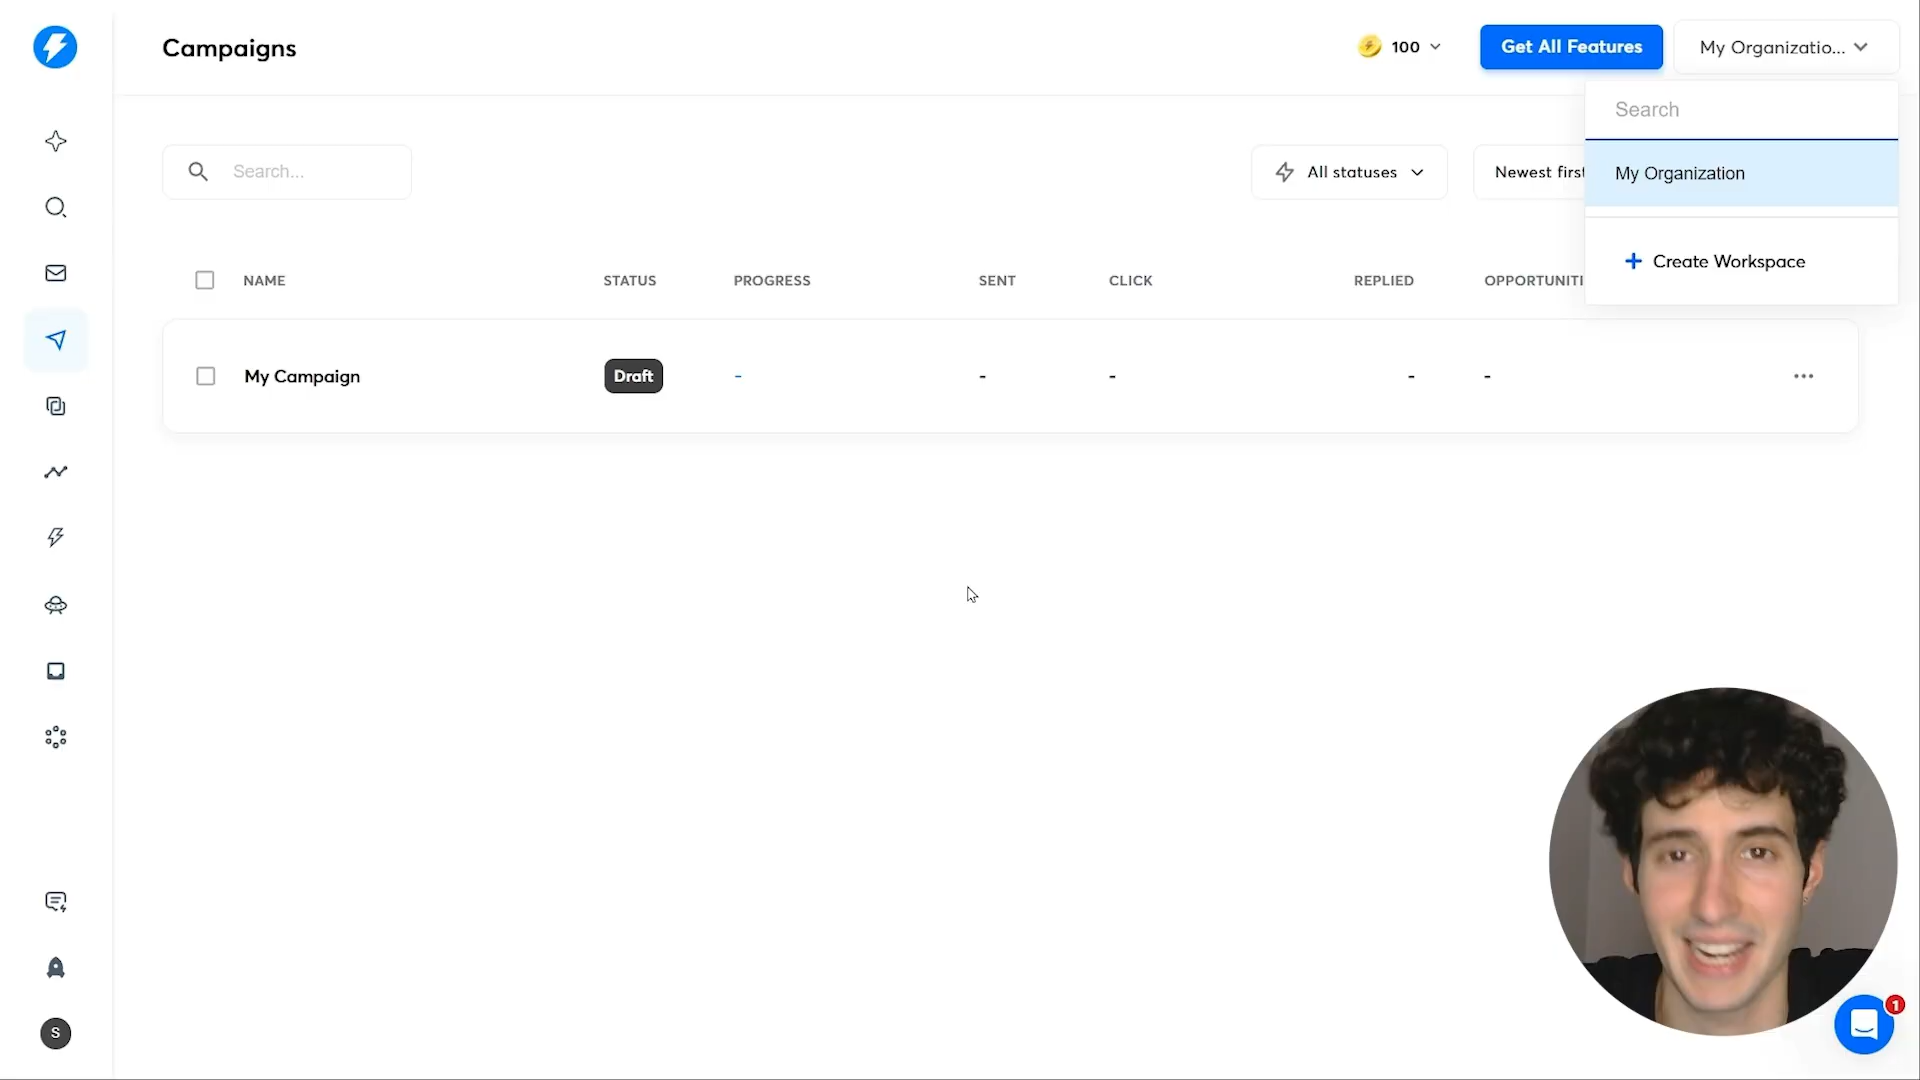 Campaigns
100
Get All Features
My Organizatio...
Search
My Organization
Create Workspace
Search...
All statuses
Newest first
NAME
STATUS
PROGRESS
SENT
CLICK
REPLIED
OPPORTUNITI
My Campaign
Draft
-
-
-
-
-
S
1